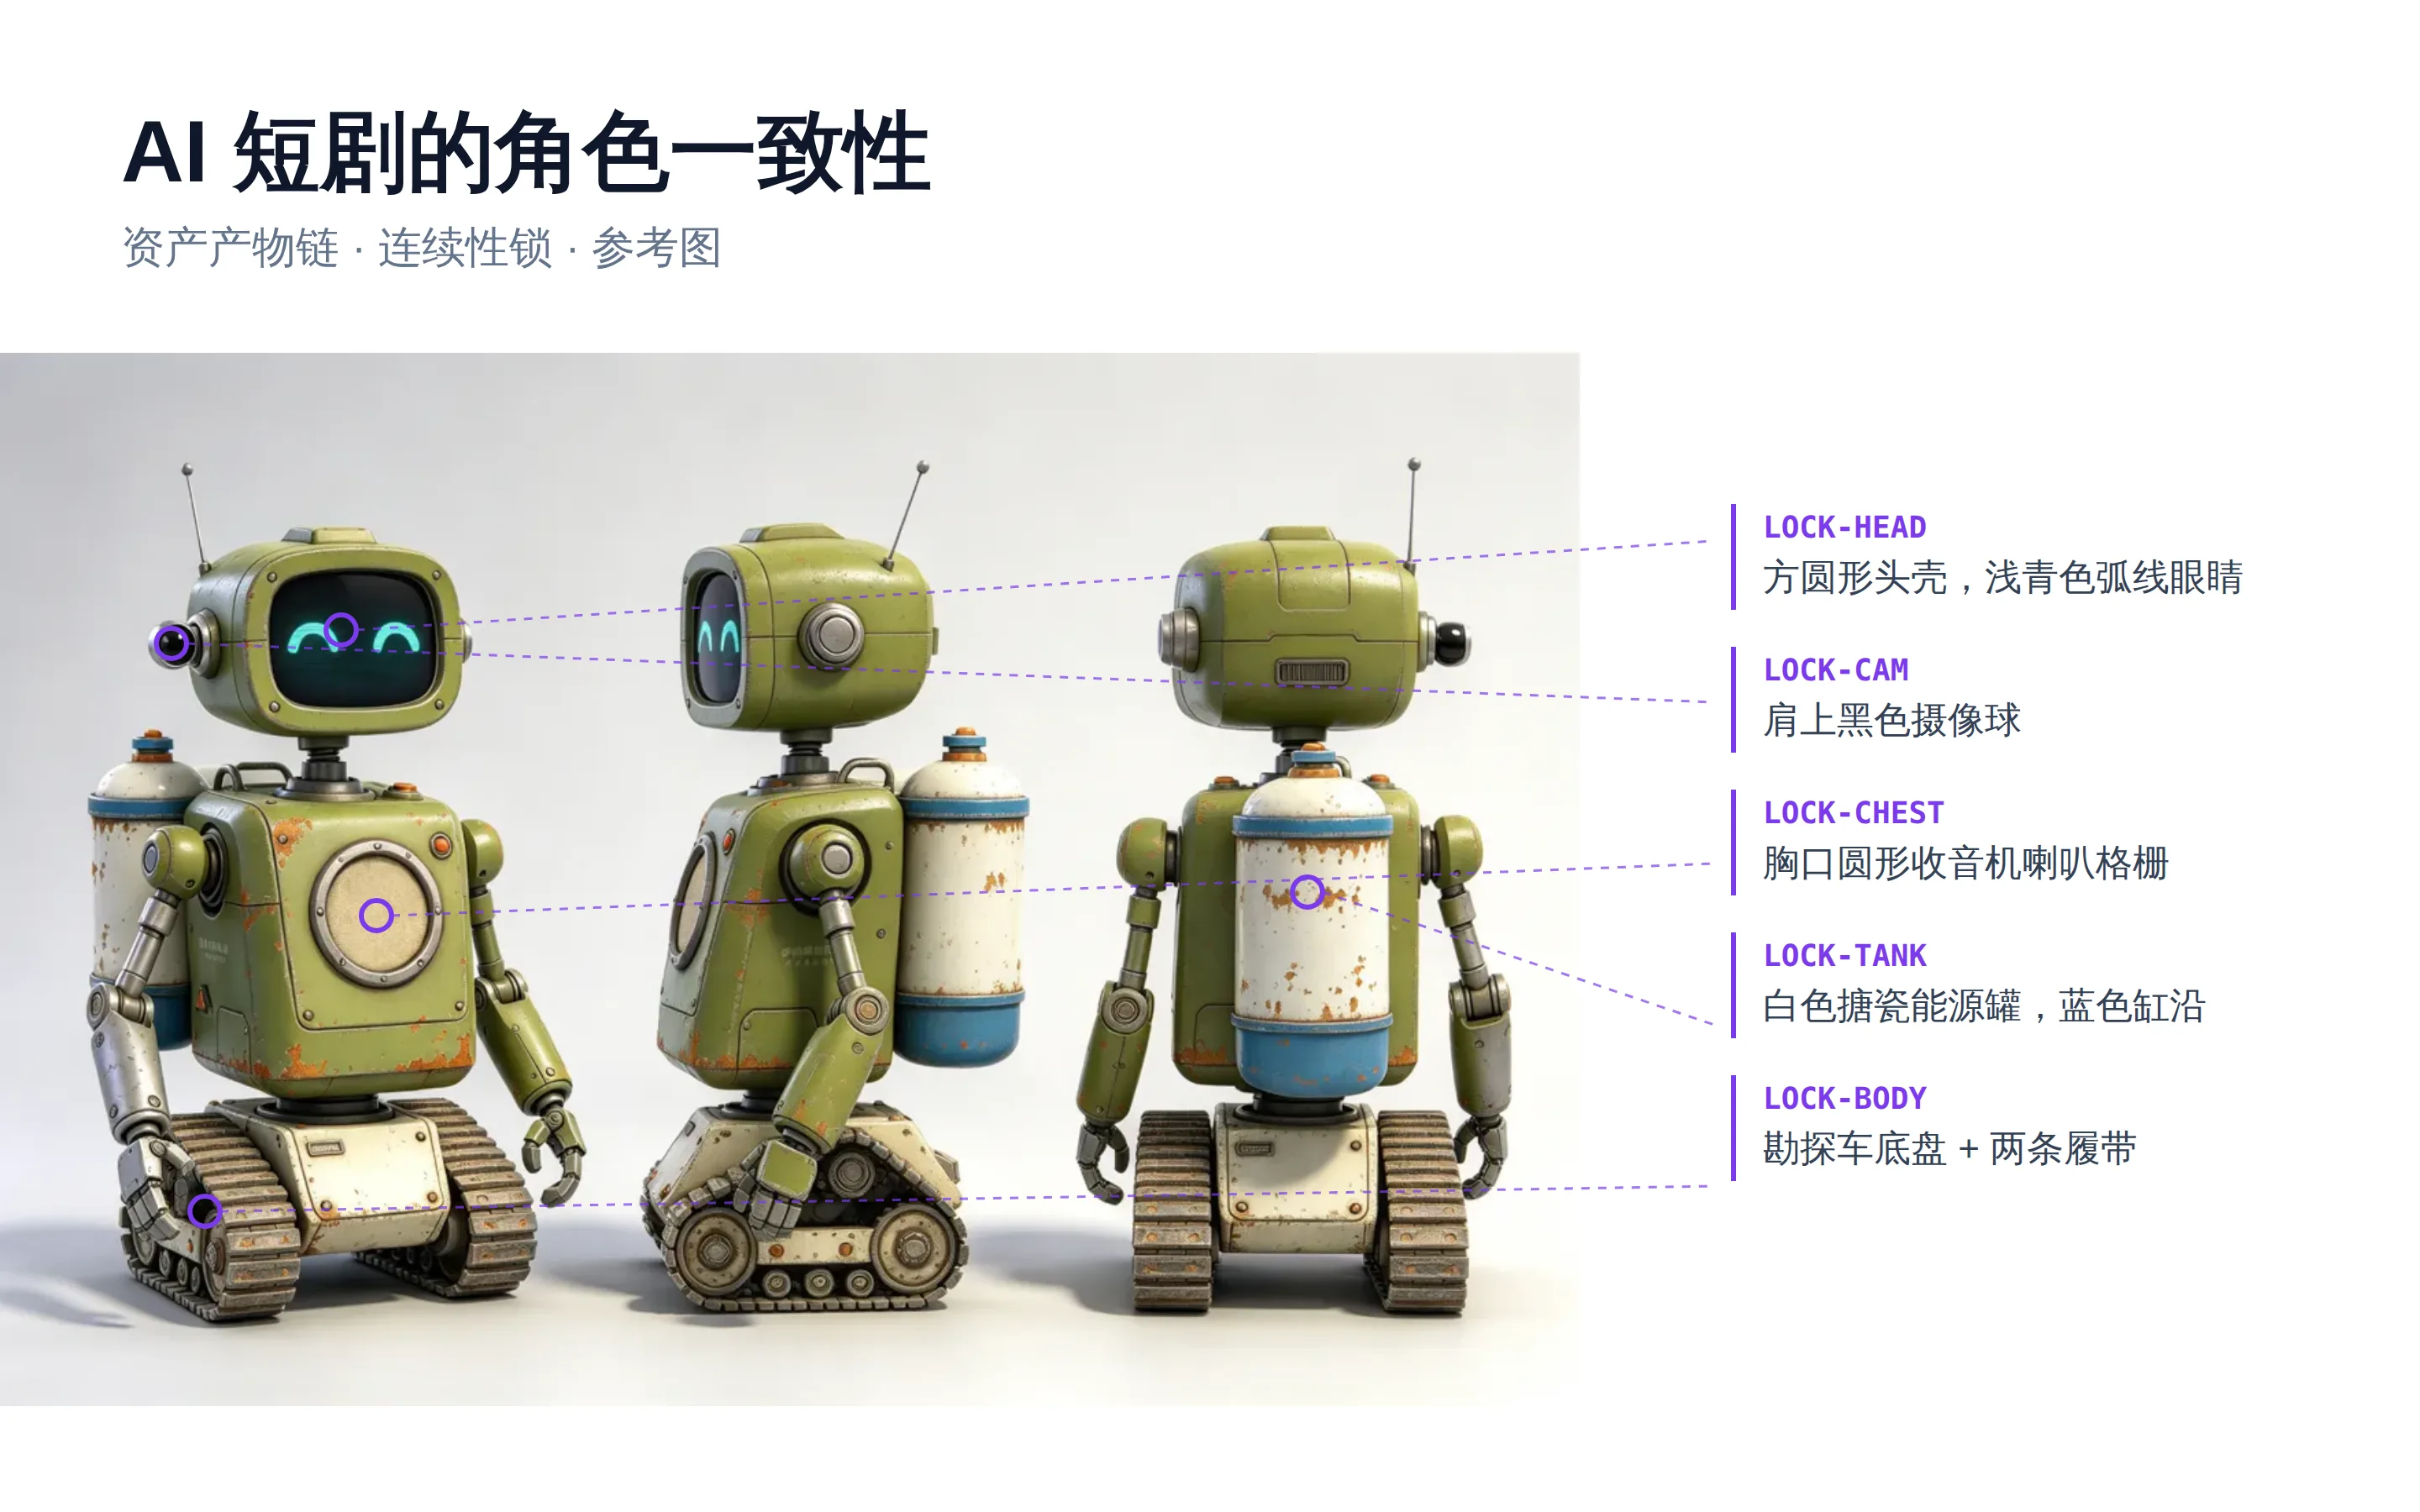 AI 短剧的角色一致性
资产产物链 · 连续性锁 · 参考图
LOCK-HEAD
方圆形头壳，浅青色弧线眼睛
LOCK-CAM
肩上黑色摄像球
LOCK-CHEST
胸口圆形收音机喇叭格栅
LOCK-TANK
白色搪瓷能源罐，蓝色缸沿
LOCK-BODY
勘探车底盘 + 两条履带